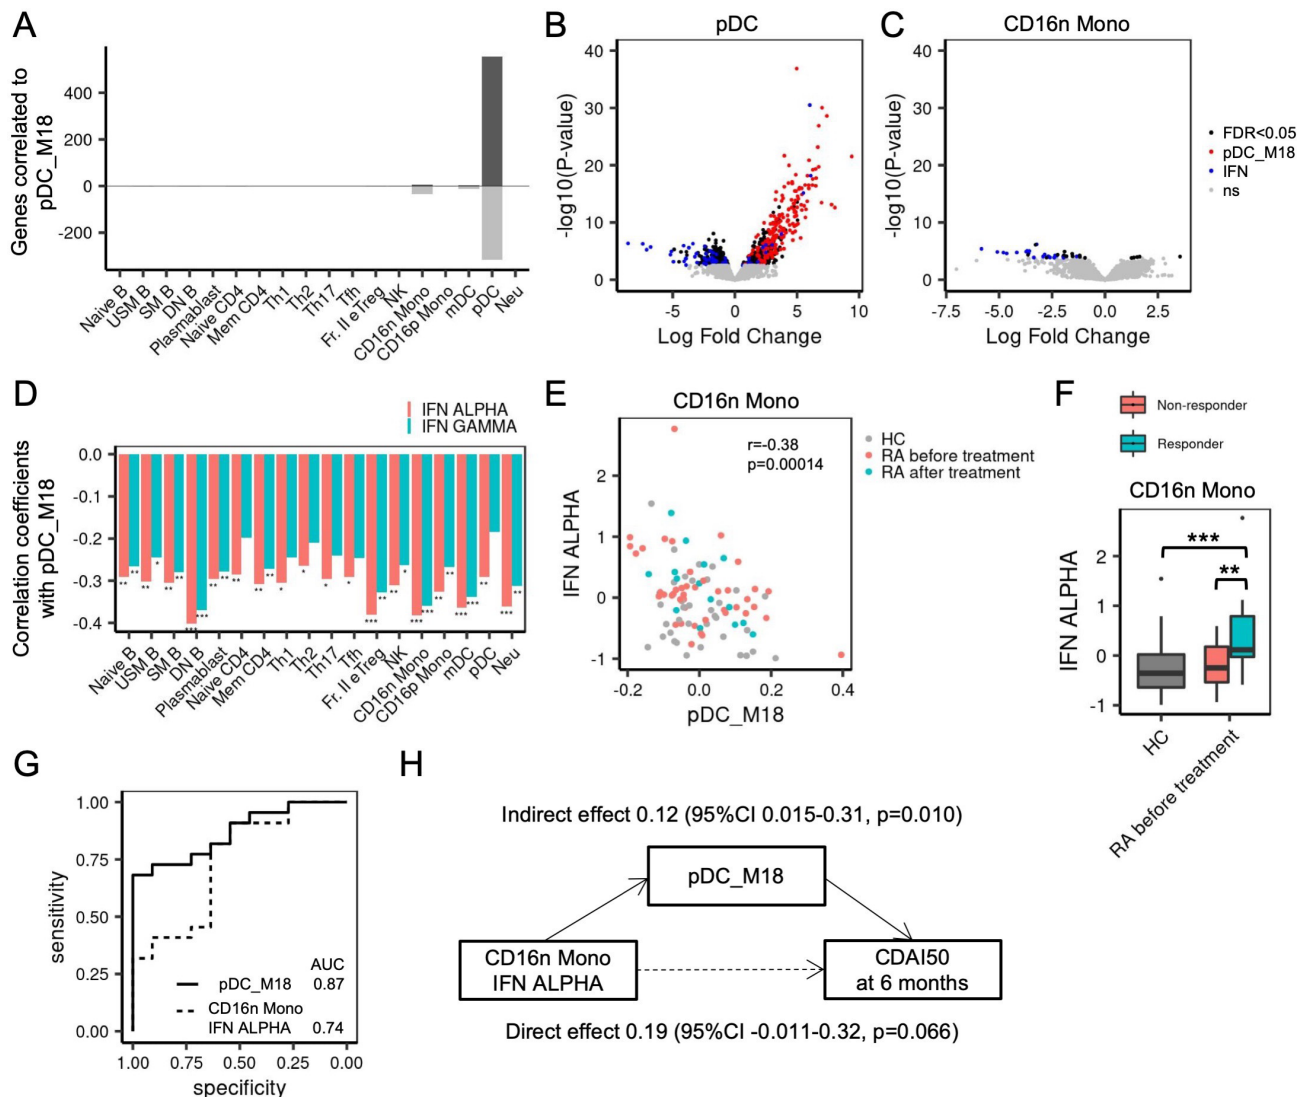 A
Genes correlated to
pDC_M18
400
200
0
-200
Naive B
USM B
SM B
DN B
Plasmablast
Naive CD4
Mem CD4
Th1
Th2
Th17
Tfh
Fr. II eTreg
NK
CD16n Mono
CD16p Mono
mDC
pDC
Neu
B
pDC
-log10(P-value)
40
30
20
10
0
-5
0
5
10
Log Fold Change
C
CD16n Mono
-log10(P-value)
40
30
20
10
0
-7.5
-5.0
-2.5
0.0
2.5
Log Fold Change
FDR<0.05
pDC_M18
IFN
ns
D
IFN ALPHA
IFN GAMMA
Correlation coefficients
with pDC_M18
0.0
-0.1
-0.2
-0.3
-0.4
** ** ** * ** ** *** *** ** ** ** ** ** * * * * *** ** ** * *** *** ** ** *** *** ** *** **
Naive B
USM B
SM B
DN B
Plasmablast
Naive CD4
Mem CD4
Th1
Th2
Th17
Tfh
Fr. II eTreg
NK
CD16n Mono
CD16p Mono
mDC
pDC
Neu
E
CD16n Mono
r=-0.38
p=0.00014
HC
RA before treatment
RA after treatment
IFN ALPHA
2
1
0
-1
-0.2
0.0
0.2
0.4
pDC_M18
F
Non-responder
Responder
CD16n Mono
***
**
IFN ALPHA
2
1
0
-1
HC
RA before treatment
G
sensitivity
1.00
0.75
0.50
0.25
0.00
AUC
pDC_M18 0.87
CD16n Mono
IFN ALPHA 0.74
1.00
0.75
0.50
0.25
0.00
specificity
H
Indirect effect 0.12 (95%CI 0.015-0.31, p=0.010)
pDC_M18
CD16n Mono
IFN ALPHA
CDAI50
at 6 months
Direct effect 0.19 (95%CI -0.011-0.32, p=0.066)